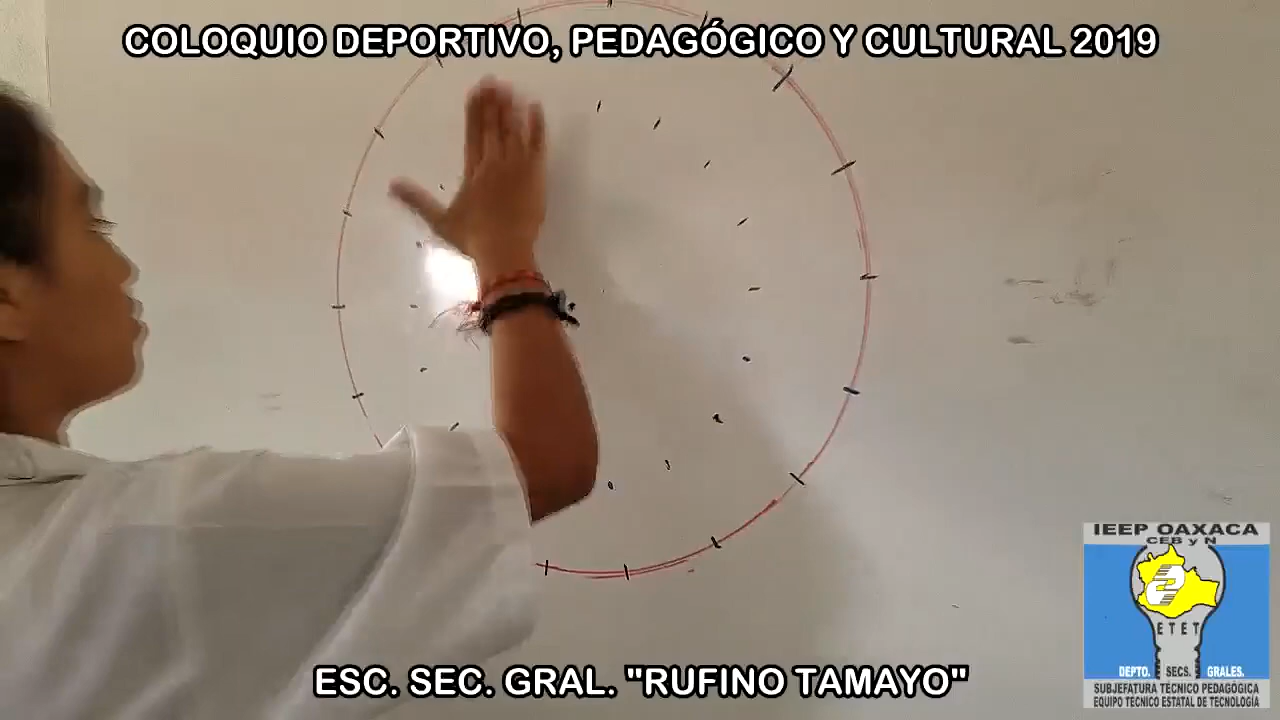 COLOQUIO DEPORTIVO, PEDAGÓGICO Y CULTURAL 2019
IEEP OAXACA
CEB y N
E T E T
DEPTO. SECS. GRALES.
SUBJEFATURA TÉCNICO PEDAGÓGICA
EQUIPO TÉCNICO ESTATAL DE TECNOLOGÍA
ESC. SEC. GRAL. "RUFINO TAMAYO"